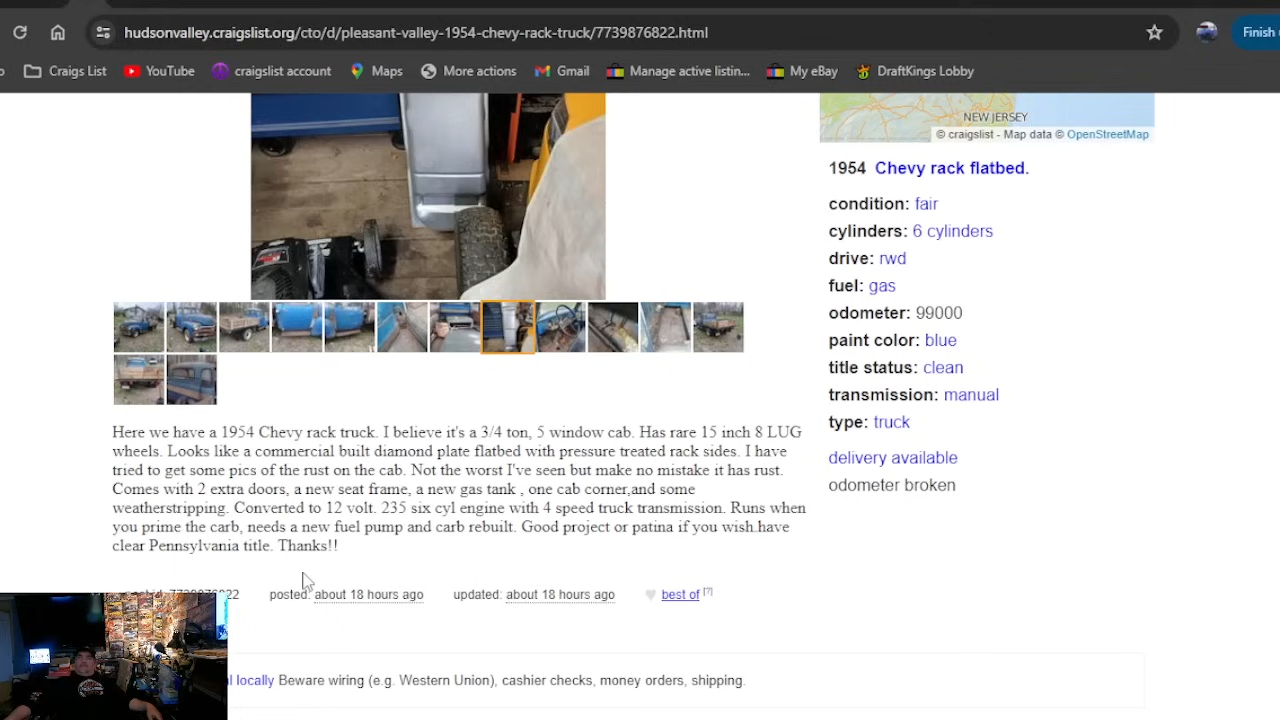 hudsonvalley.craigslist.org/cto/d/pleasant-valley-1954-chevy-rack-truck/7739876822.html
Finish
Craigs List
YouTube
craigslist account
Maps
More actions
Gmail
Manage active listin...
My eBay
DraftKings Lobby
NEW JERSEY
© craigslist - Map data © OpenStreetMap
1954 Chevy rack flatbed.
condition: fair
cylinders: 6 cylinders
drive: rwd
fuel: gas
odometer: 99000
paint color: blue
title status: clean
transmission: manual
type: truck
delivery available
odometer broken
Here we have a 1954 Chevy rack truck. I believe it's a 3/4 ton, 5 window cab. Has rare 15 inch 8 LUG
wheels. Looks like a commercial built diamond plate flatbed with pressure treated rack sides. I have
tried to get some pics of the rust on the cab. Not the worst I've seen but make no mistake it has rust.
Comes with 2 extra doors, a new seat frame, a new gas tank , one cab corner,and some
weatherstripping. Converted to 12 volt. 235 six cyl engine with 4 speed truck transmission. Runs when
you prime the carb, needs a new fuel pump and carb rebuilt. Good project or patina if you wish.have
clear Pennsylvania title. Thanks!!
posted: about 18 hours ago
updated: about 18 hours ago
best of [?]
locally Beware wiring (e.g. Western Union), cashier checks, money orders, shipping.